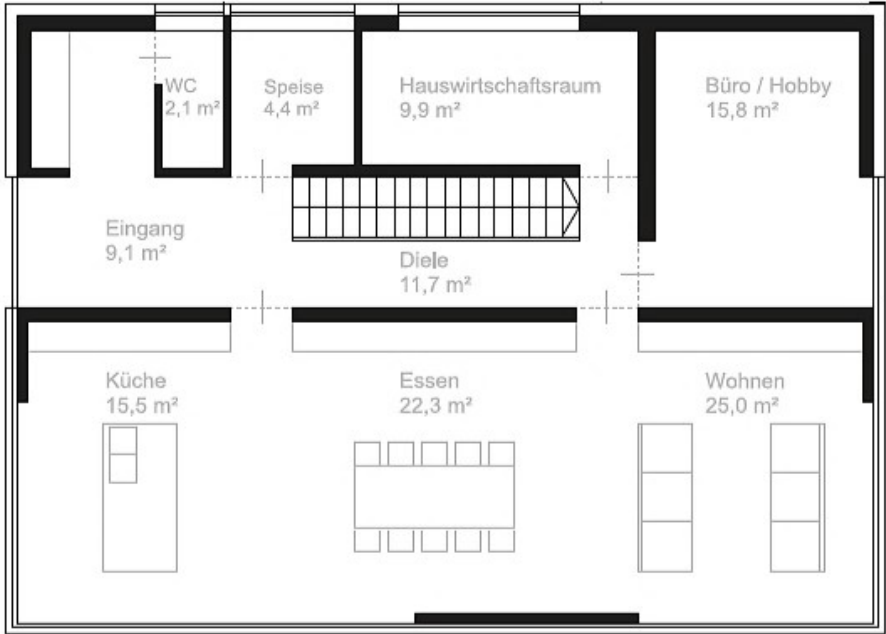 WC
2,1 m²
Speise
4,4 m²
Hauswirtschaftsraum
9,9 m²
Büro / Hobby
15,8 m²
Eingang
9,1 m²
Diele
11,7 m²
Küche
15,5 m²
Essen
22,3 m²
Wohnen
25,0 m²